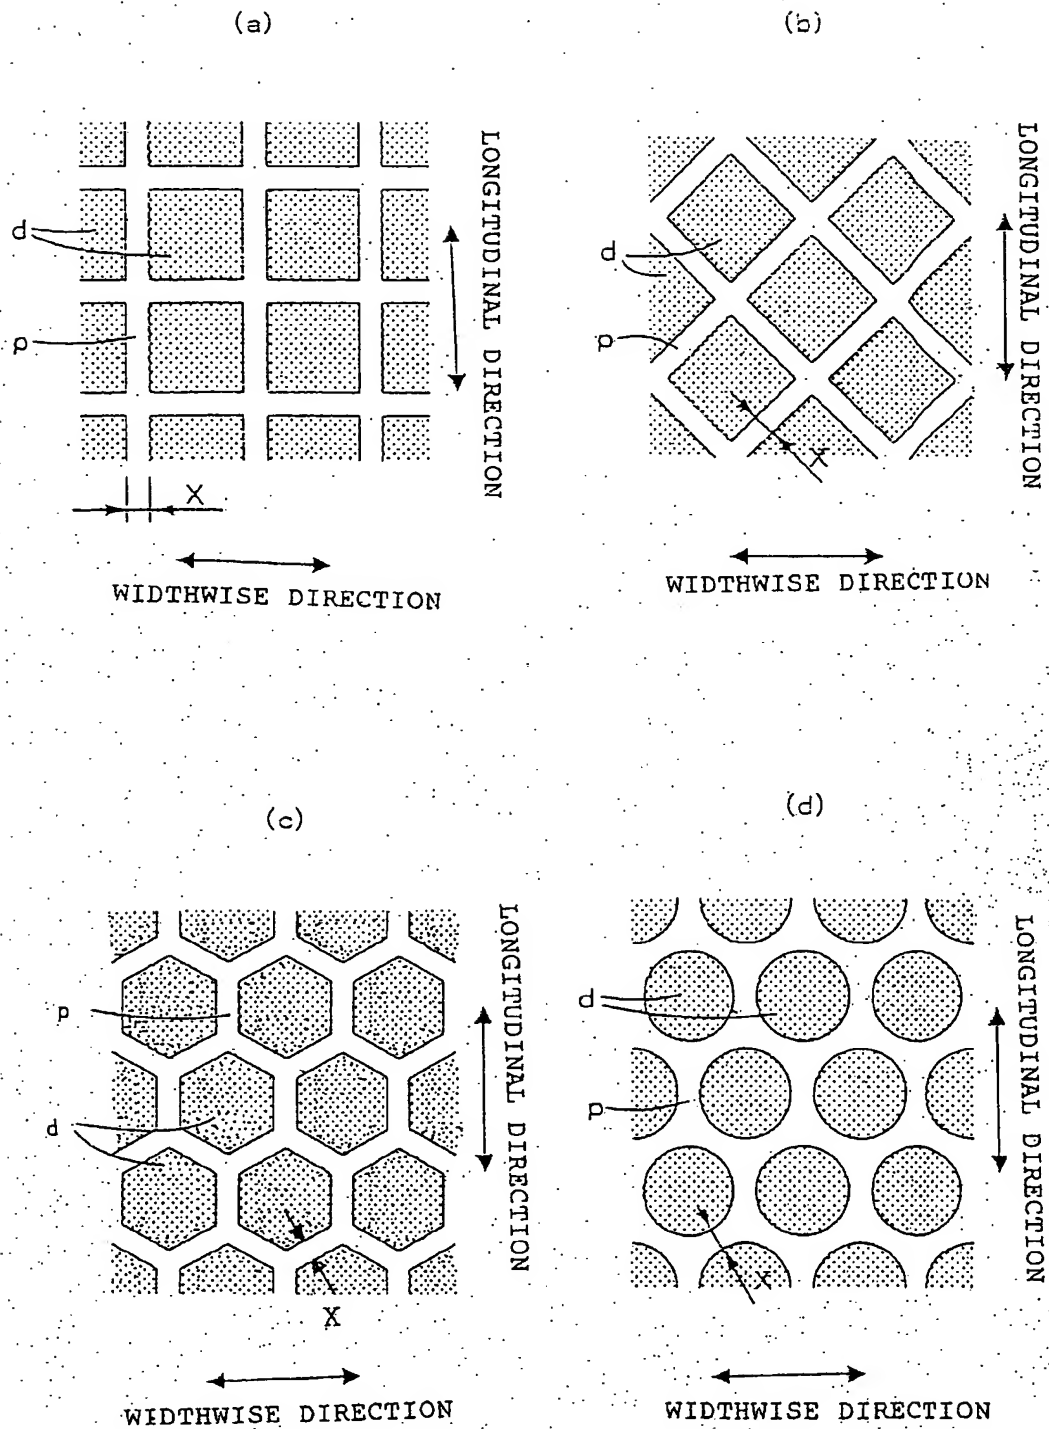 (a)
LONGITUDINAL DIRECTION
d
p
X
WIDTHWISE DIRECTION
(b)
LONGITUDINAL DIRECTION
d
p
X
WIDTHWISE DIRECTION
(c)
LONGITUDINAL DIRECTION
p
d
X
WIDTHWISE DIRECTION
(d)
LONGITUDINAL DIRECTION
d
p
X
WIDTHWISE DIRECTION